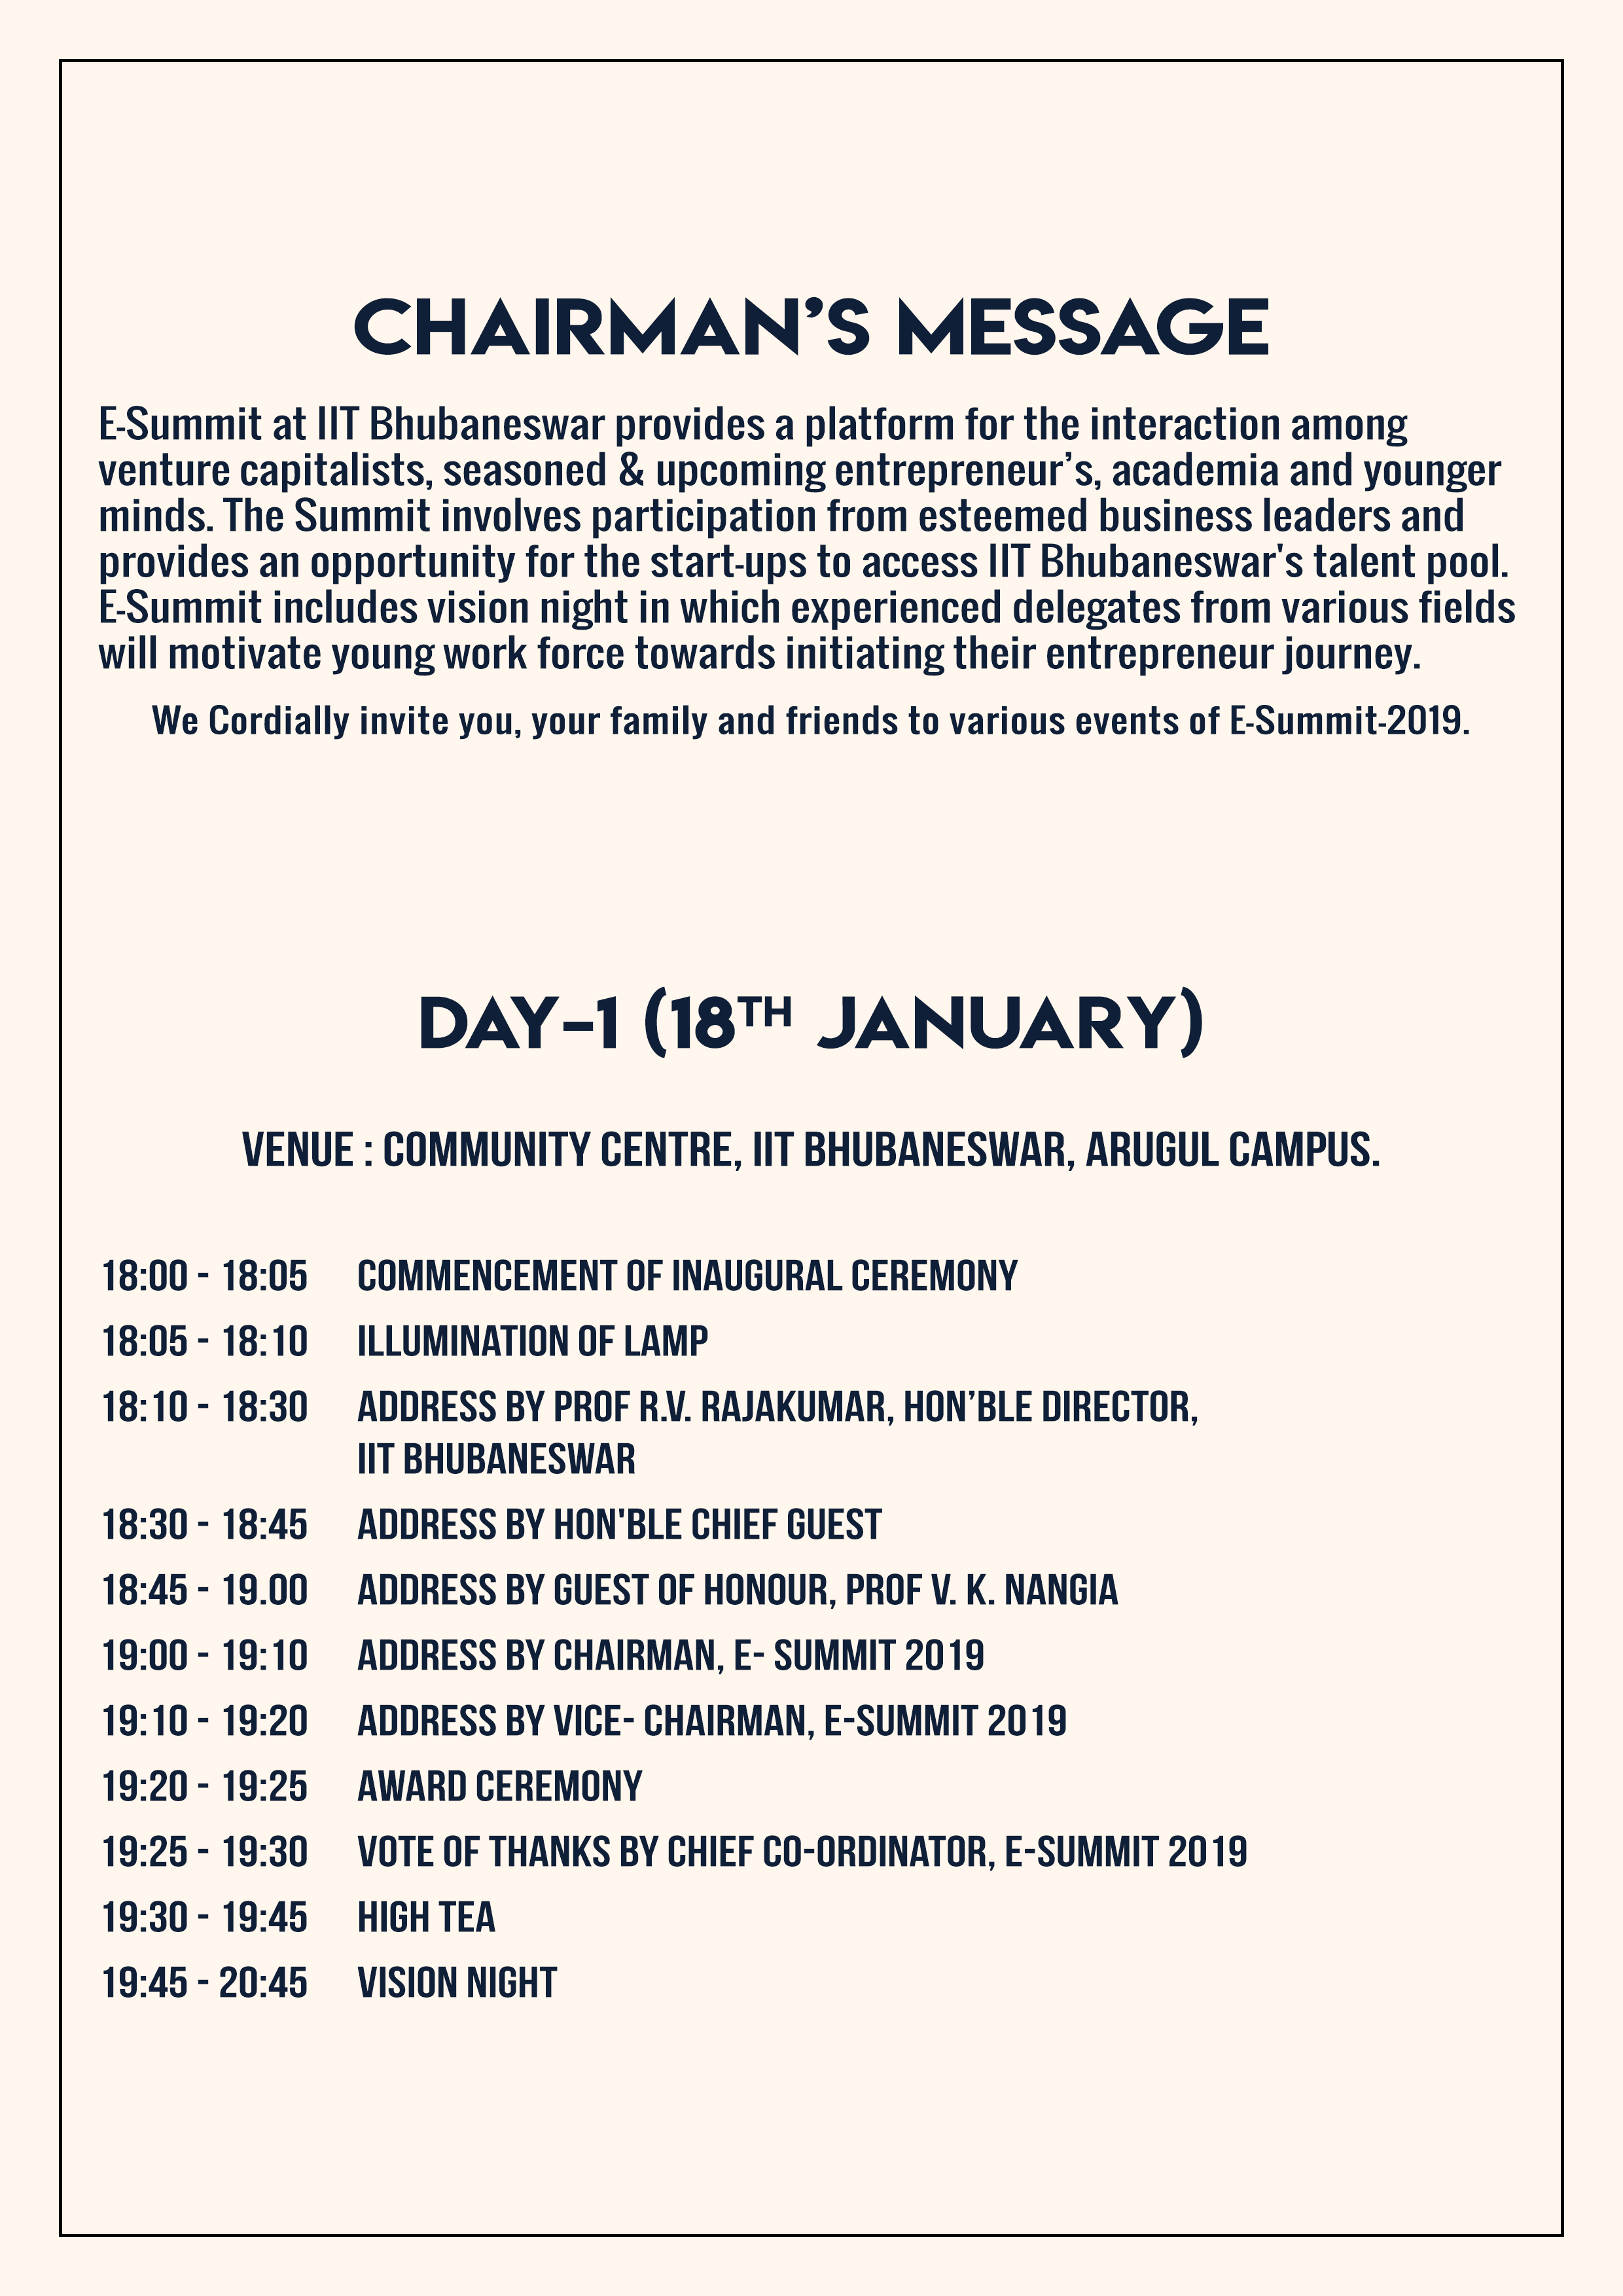 CHAIRMAN’S MESSAGE
E-Summit at IIT Bhubaneswar provides a platform for the interaction among
venture capitalists, seasoned & upcoming entrepreneur’s, academia and younger
minds. The Summit involves participation from esteemed business leaders and
provides an opportunity for the start-ups to access IIT Bhubaneswar's talent pool.
E-Summit includes vision night in which experienced delegates from various fields
will motivate young work force towards initiating their entrepreneur journey.
We Cordially invite you, your family and friends to various events of E-Summit-2019.
DAY-1 (18TH JANUARY)
VENUE : COMMUNITY CENTRE, IIT BHUBANESWAR, ARUGUL CAMPUS.
18:00 - 18:05 COMMENCEMENT OF INAUGURAL CEREMONY
18:05 - 18:10 ILLUMINATION OF LAMP
18:10 - 18:30 ADDRESS BY PROF R.V. RAJAKUMAR, HON’BLE DIRECTOR,
IIT BHUBANESWAR
18:30 - 18:45 ADDRESS BY HON'BLE CHIEF GUEST
18:45 - 19.00 ADDRESS BY GUEST OF HONOUR, PROF V. K. NANGIA
19:00 - 19:10 ADDRESS BY CHAIRMAN, E- SUMMIT 2019
19:10 - 19:20 ADDRESS BY VICE- CHAIRMAN, E-SUMMIT 2019
19:20 - 19:25 AWARD CEREMONY
19:25 - 19:30 VOTE OF THANKS BY CHIEF CO-ORDINATOR, E-SUMMIT 2019
19:30 - 19:45 HIGH TEA
19:45 - 20:45 VISION NIGHT